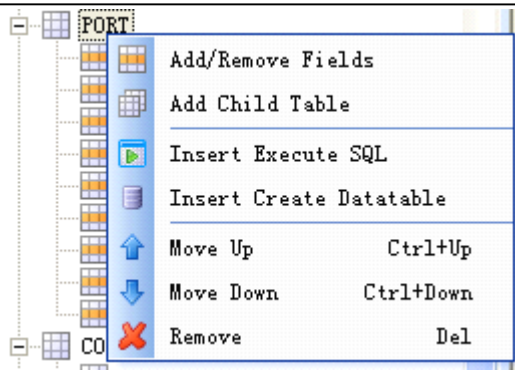 PORT
Add/Remove Fields
Add Child Table
Insert Execute SQL
Insert Create Datatable
Move Up Ctrl+Up
Move Down Ctrl+Down
Remove Del
CO